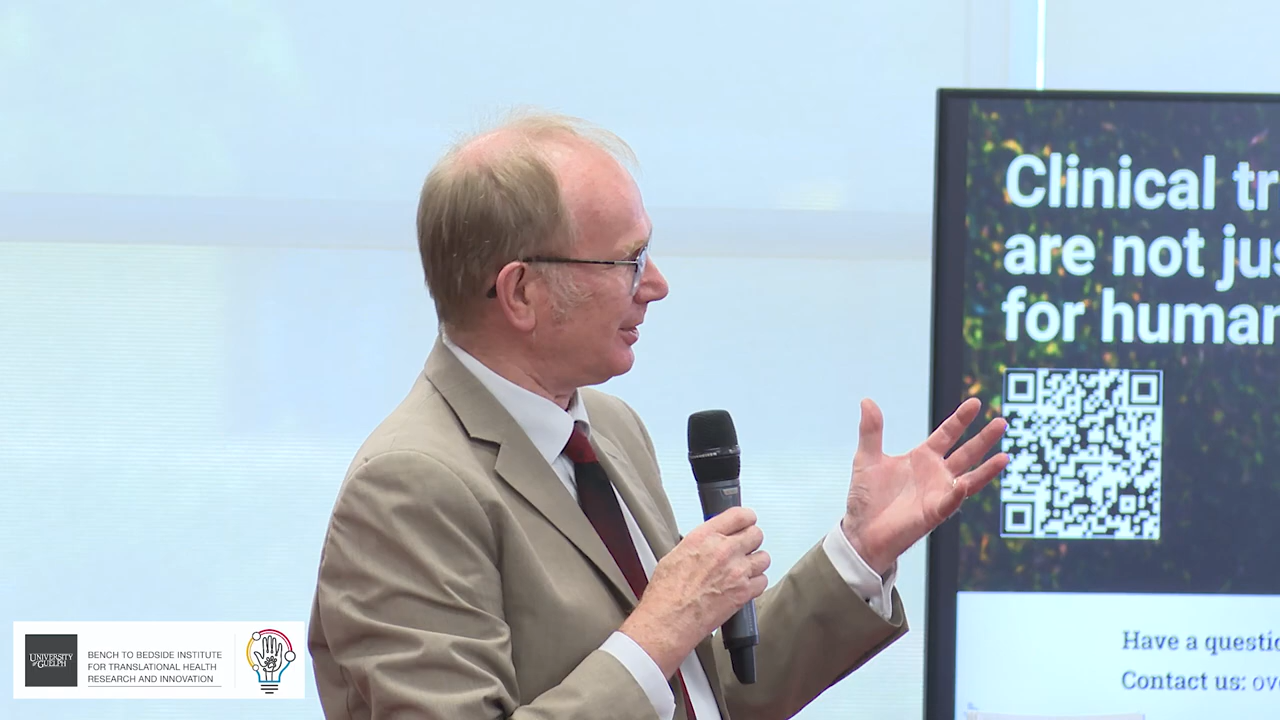 Clinical tr
are not jus
for human
Have a questio
Contact us: ov
UNIVERSITY
of GUELPH
BENCH TO BEDSIDE INSTITUTE
FOR TRANSLATIONAL HEALTH
RESEARCH AND INNOVATION